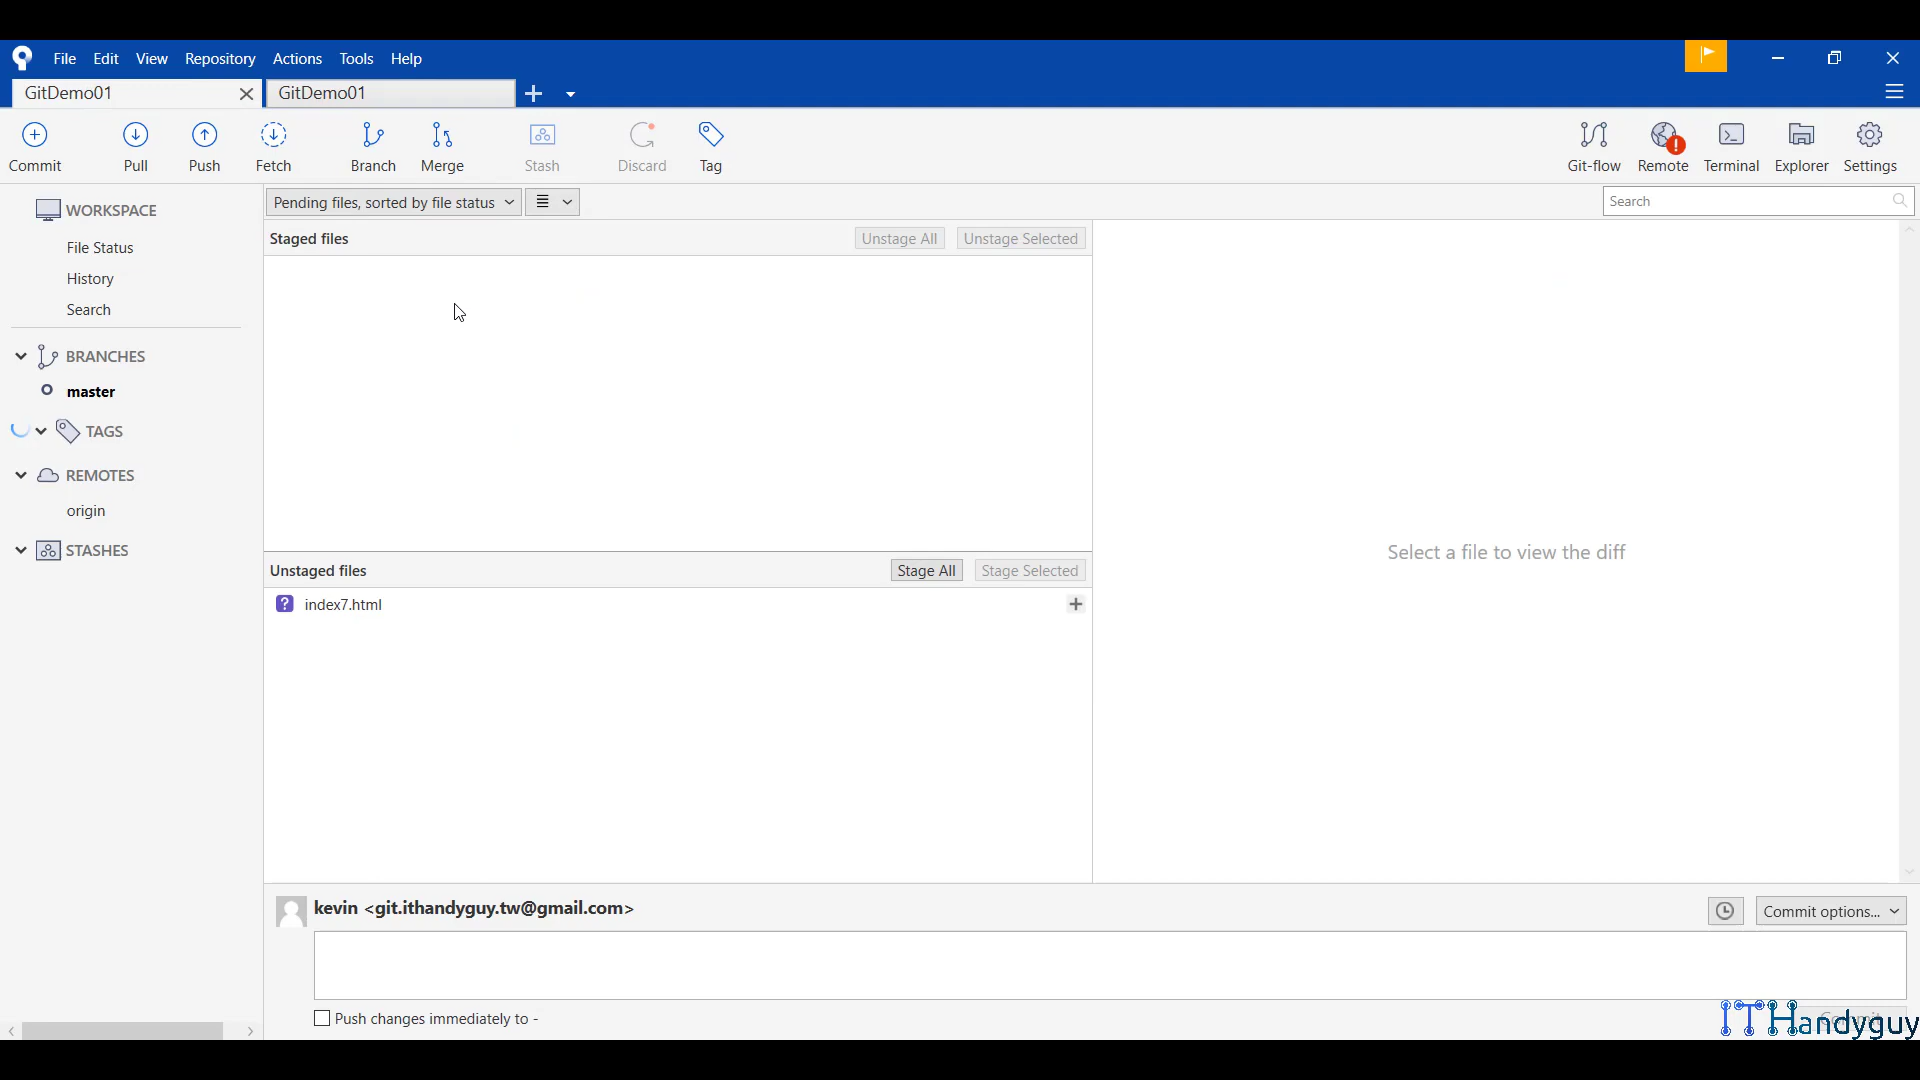 File Edit View Repository Actions Tools Help
GitDemo01 GitDemo01
Commit Pull Push Fetch Branch Merge Stash Discard Tag Git-flow Remote Terminal Explorer Settings
WORKSPACE
File Status
History
Search
BRANCHES
master
TAGS
REMOTES
origin
STASHES
Pending files, sorted by file status
Search
Staged files Unstage All Unstage Selected
Unstaged files Stage All Stage Selected
? index7.html
Select a file to view the diff
kevin <git.ithandyguy.tw@gmail.com>
Commit options...
Push changes immediately to -
Commit
ITHandyguy